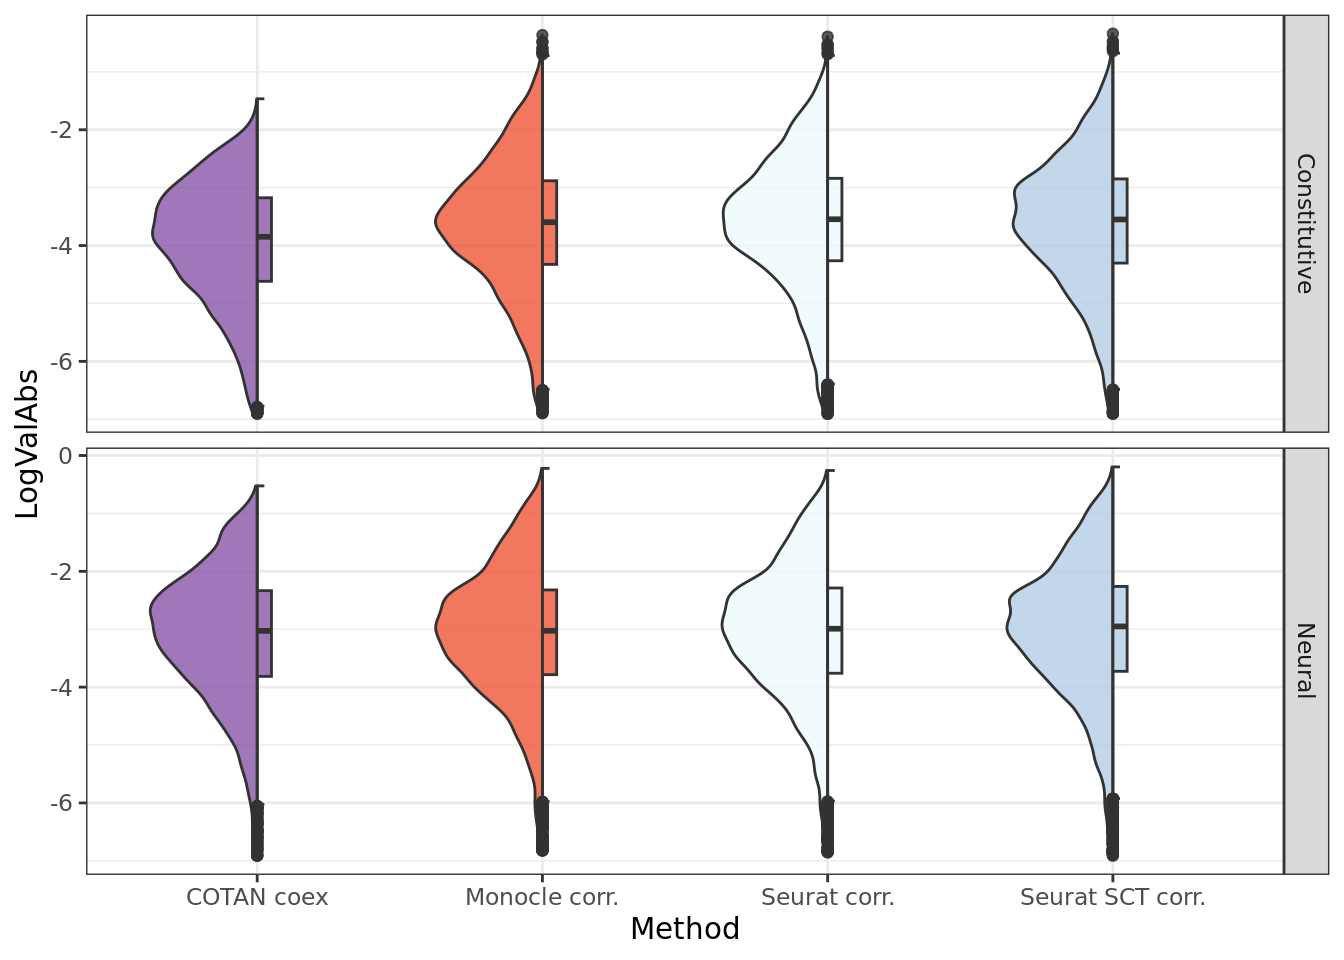 -2
-4
-6
Constitutive
LogValAbs
0
-2
-4
-6
Neural
COTAN coex
Monocle corr.
Seurat corr.
Seurat SCT corr.
Method